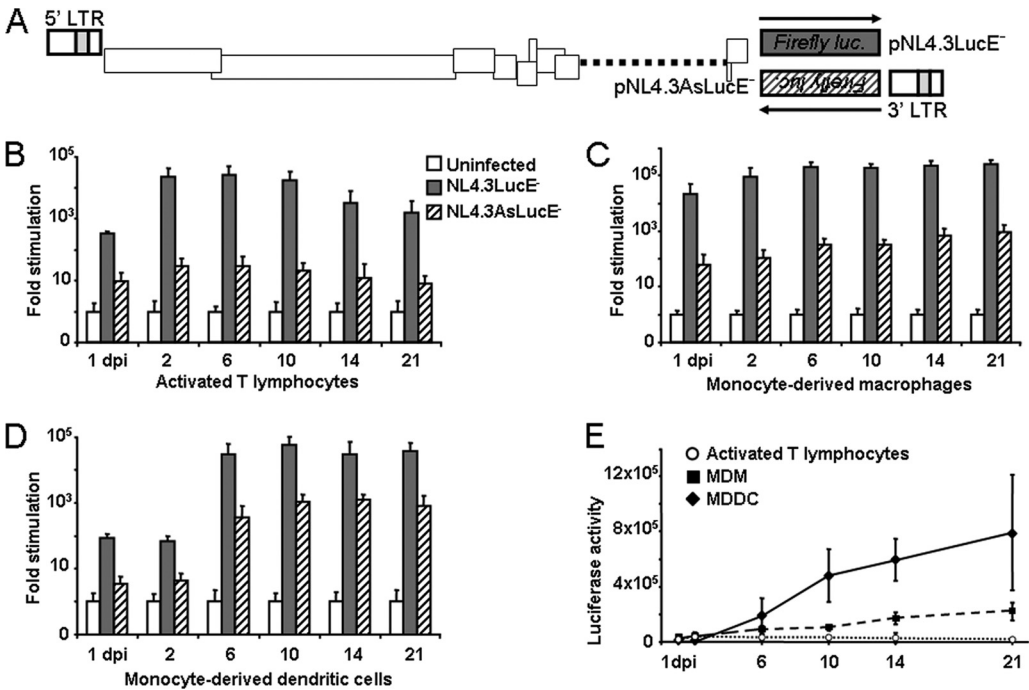 A
5' LTR
Firefly luc.
pNL4.3LucE⁻
pNL4.3AsLucE⁻
Firefly luc
3' LTR
B
10⁵
10³
10
0
Fold stimulation
Uninfected
NL4.3LucE⁻
NL4.3AsLucE⁻
1 dpi 2 6 10 14 21
Activated T lymphocytes
C
10⁵
10³
10
0
Fold stimulation
1 dpi 2 6 10 14 21
Monocyte-derived macrophages
D
10⁵
10³
10
0
Fold stimulation
1 dpi 2 6 10 14 21
Monocyte-derived dendritic cells
E
Activated T lymphocytes
MDM
MDDC
12x10⁵
8x10⁵
4x10⁵
0
Luciferase activity
1dpi 6 10 14 21